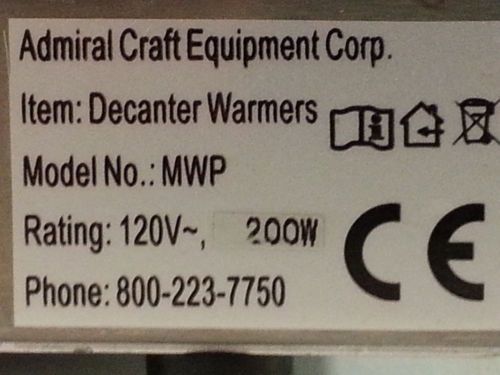 Admiral Craft Equipment Corp.
Item: Decanter Warmers
Model No.: MWP
Rating: 120V~, 200W
Phone: 800-223-7750
CE